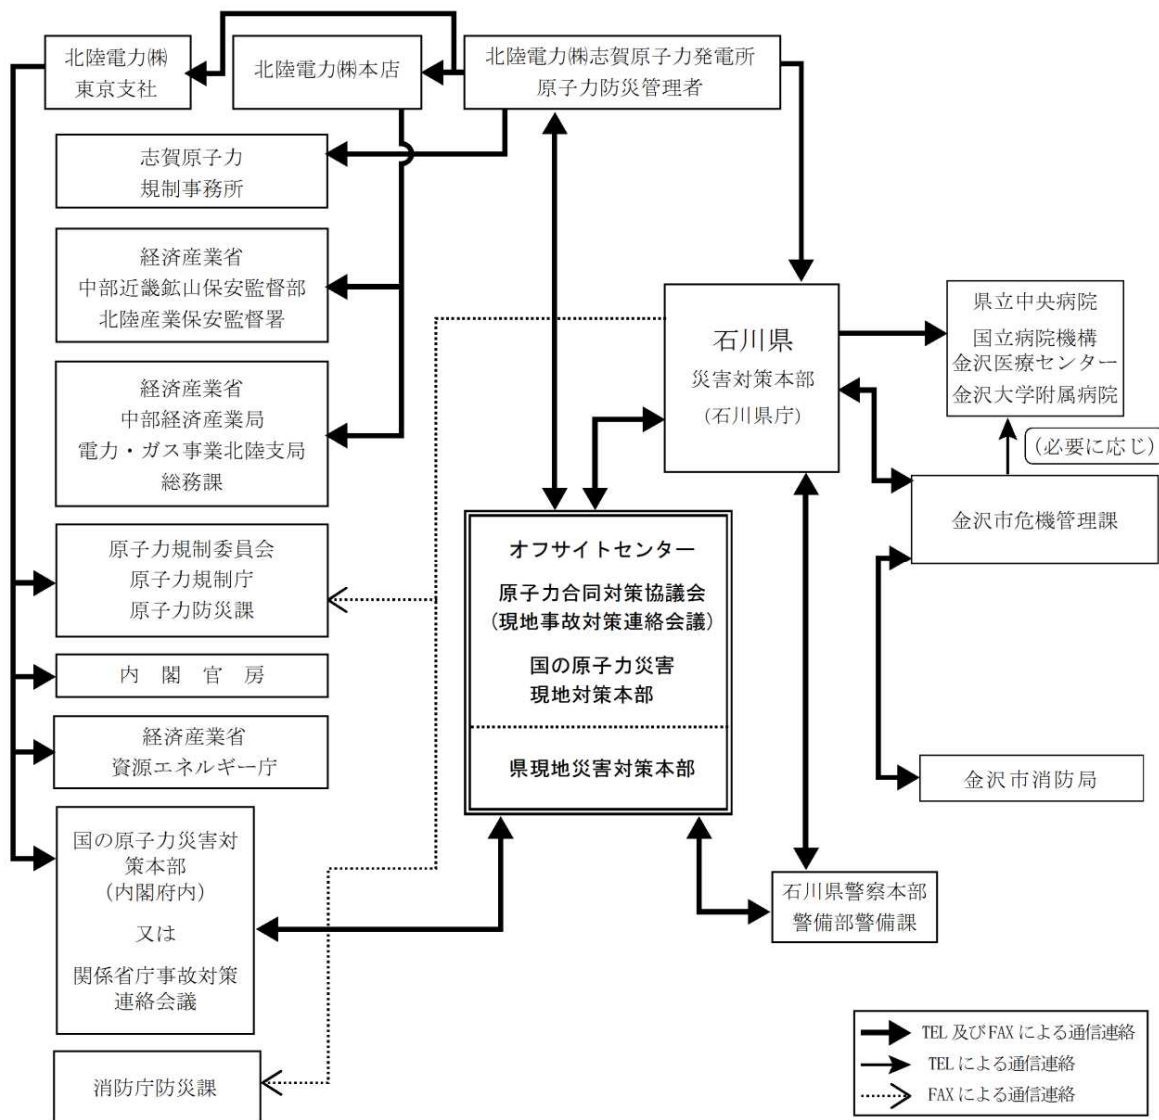 北陸電力㈱
東京支社
北陸電力㈱本店
北陸電力㈱志賀原子力発電所
原子力防災管理者
志賀原子力
規制事務所
経済産業省
中部近畿鉱山保安監督部
北陸産業保安監督署
経済産業省
中部経済産業局
電力・ガス事業北陸支局
総務課
原子力規制委員会
原子力規制庁
原子力防災課
内 閣 官 房
経済産業省
資源エネルギー庁
国の原子力災害対
策本部
(内閣府内)
又は
関係省庁事故対策
連絡会議
消防庁防災課
オフサイトセンター
原子力合同対策協議会
(現地事故対策連絡会議)
国の原子力災害
現地対策本部
県現地災害対策本部
石川県
災害対策本部
(石川県庁)
県立中央病院
国立病院機構
金沢医療センター
金沢大学附属病院
(必要に応じ)
金沢市危機管理課
金沢市消防局
石川県警察本部
警備部警備課
TEL 及び FAX による通信連絡
TEL による通信連絡
FAX による通信連絡